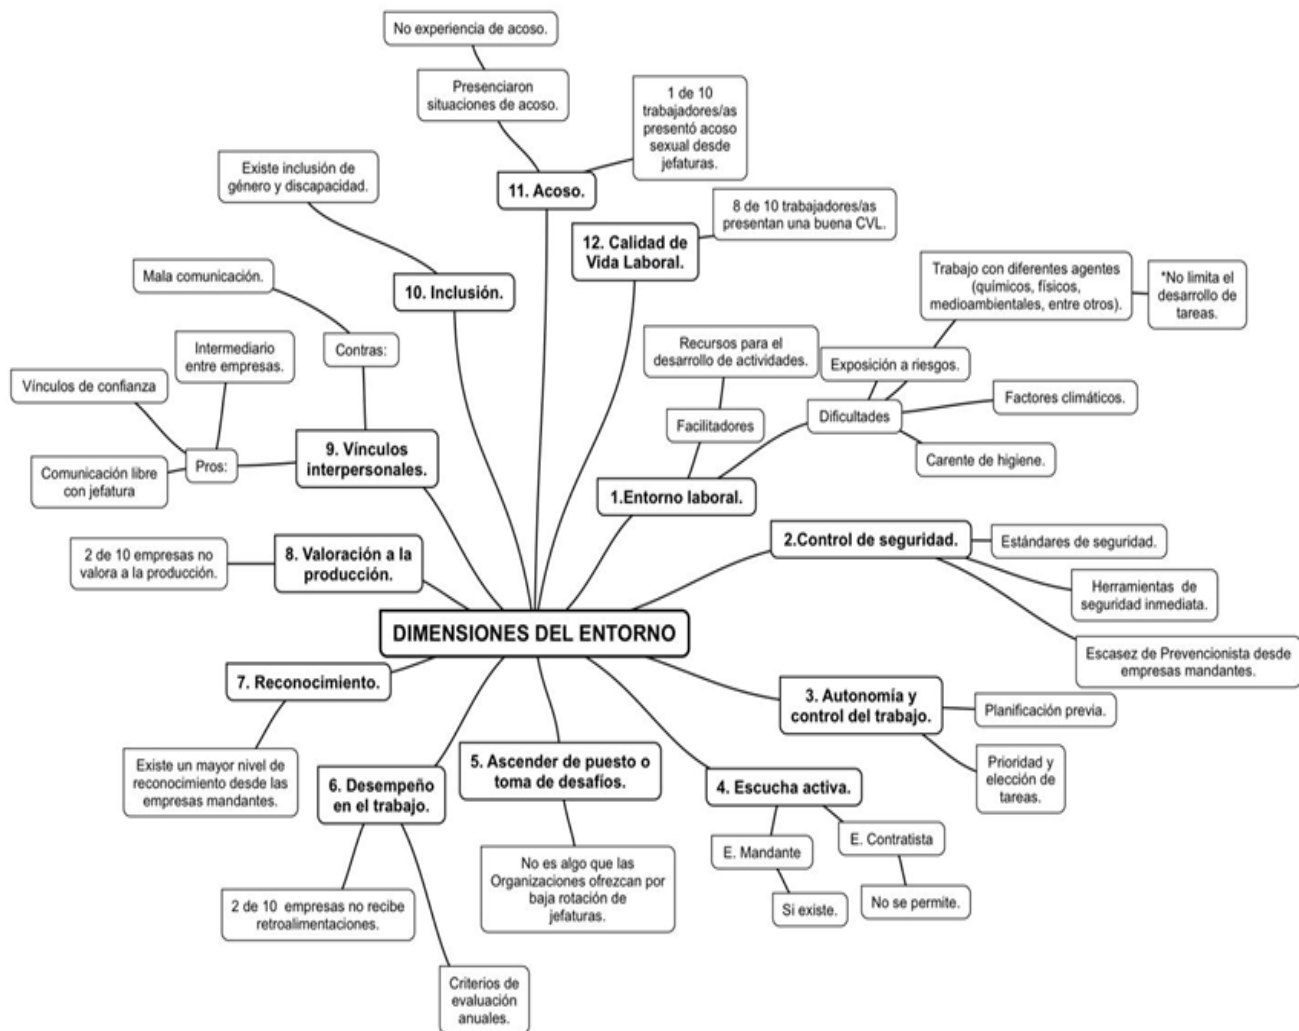 No experiencia de acoso.
Presenciaron
situaciones de acoso.
1 de 10
trabajadores/as
presentó acoso
sexual desde
jefaturas.
11. Acoso.
Existe inclusión de
género y discapacidad.
10. Inclusión.
8 de 10 trabajadores/as
presentan una buena CVL.
12. Calidad de
Vida Laboral.
Mala comunicación.
Contras:
Intermediario
entre empresas.
Vínculos de confianza
Comunicación libre
con jefatura
Pros:
9. Vínculos
interpersonales.
Trabajo con diferentes agentes
(químicos, físicos,
medioambientales, entre otros).
*No limita el
desarrollo de
tareas.
Recursos para el
desarrollo de actividades.
Exposición a riesgos.
Facilitadores
Dificultades
Factores climáticos.
Carente de higiene.
1.Entorno laboral.
2 de 10 empresas no
valora a la producción.
8. Valoración a la
producción.
2.Control de seguridad.
Estándares de seguridad.
Herramientas de
seguridad inmediata.
Escasez de Prevencionista desde
empresas mandantes.
DIMENSIONES DEL ENTORNO
7. Reconocimiento.
Existe un mayor nivel de
reconocimiento desde las
empresas mandantes.
3. Autonomía y
control del trabajo.
Planificación previa.
Prioridad y
elección de
tareas.
6. Desempeño
en el trabajo.
2 de 10 empresas no recibe
retroalimentaciones.
Criterios de
evaluación
anuales.
5. Ascender de puesto o
toma de desafíos.
No es algo que las
Organizaciones ofrezcan por
baja rotación de
jefaturas.
4. Escucha activa.
E. Mandante
Si existe.
E. Contratista
No se permite.